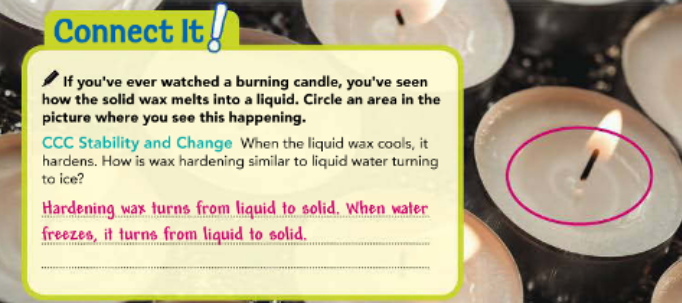 Connect It!
If you've ever watched a burning candle, you've seen
how the solid wax melts into a liquid. Circle an area in the
picture where you see this happening.
CCC Stability and Change When the liquid wax cools, it
hardens. How is wax hardening similar to liquid water turning
to ice?
Hardening wax turns from liquid to solid. When water
freezes, it turns from liquid to solid.